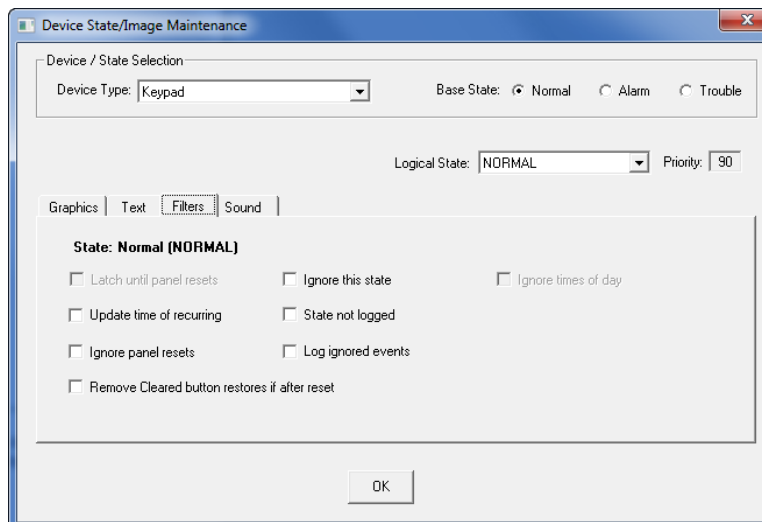 Device State/Image Maintenance
Device / State Selection
Device Type: Keypad Base State: Normal Alarm Trouble
Logical State: NORMAL Priority: 90
Graphics Text Filters Sound
State: Normal (NORMAL)
Latch until panel resets Ignore this state Ignore times of day
Update time of recurring State not logged
Ignore panel resets Log ignored events
Remove Cleared button restores if after reset
OK